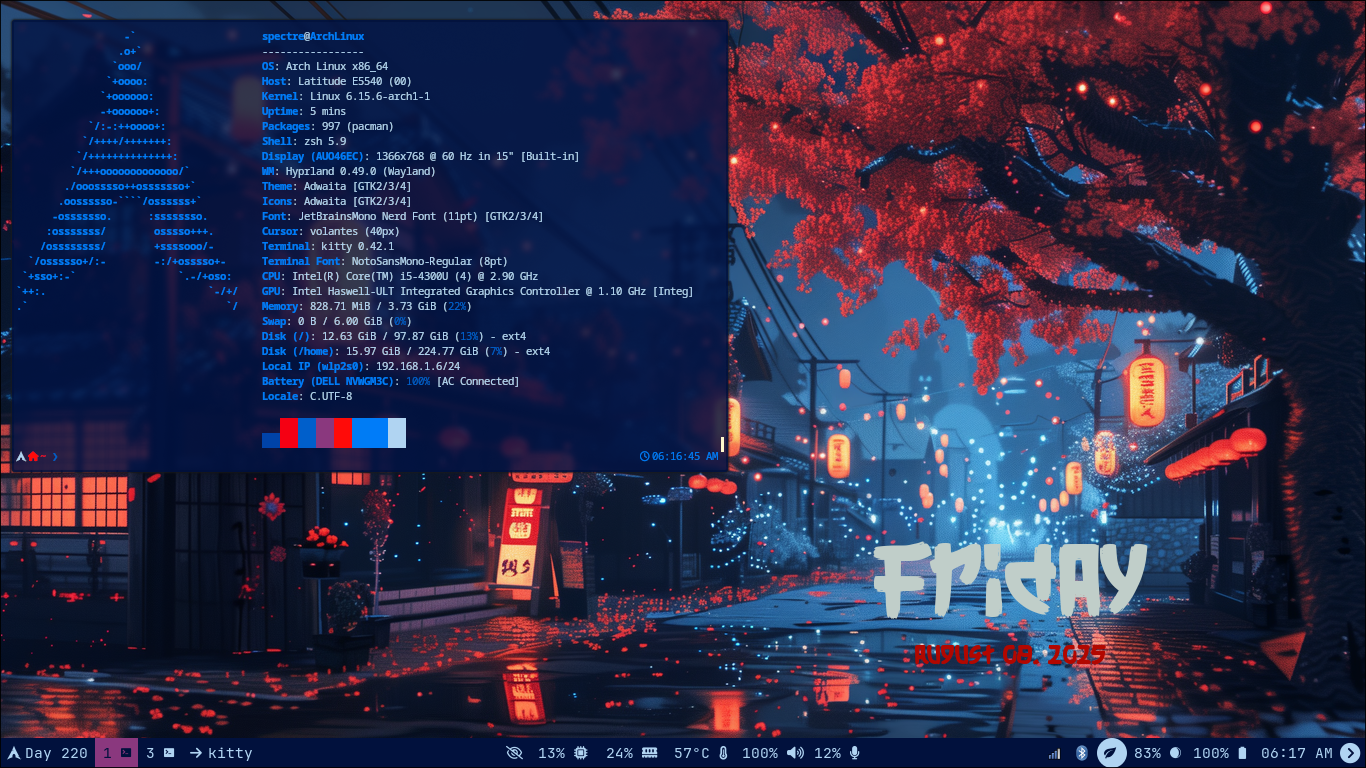 spectre@ArchLinux
-----------------
OS: Arch Linux x86_64
Host: Latitude E5540 (00)
Kernel: Linux 6.15.6-arch1-1
Uptime: 5 mins
Packages: 997 (pacman)
Shell: zsh 5.9
Display (AUO46EC): 1366x768 @ 60 Hz in 15" [Built-in]
WM: Hyprland 0.49.0 (Wayland)
Theme: Adwaita [GTK2/3/4]
Icons: Adwaita [GTK2/3/4]
Font: JetBrainsMono Nerd Font (11pt) [GTK2/3/4]
Cursor: volantes (40px)
Terminal: kitty 0.42.1
Terminal Font: NotoSansMono-Regular (8pt)
CPU: Intel(R) Core(TM) i5-4300U (4) @ 2.90 GHz
GPU: Intel Haswell-ULT Integrated Graphics Controller @ 1.10 GHz [Integ]
Memory: 828.71 MiB / 3.73 GiB (22%)
Swap: 0 B / 6.00 GiB (0%)
Disk (/): 12.63 GiB / 97.87 GiB (13%) - ext4
Disk (/home): 15.97 GiB / 224.77 GiB (7%) - ext4
Local IP (wlp2s0): 192.168.1.6/24
Battery (DELL NVWGM3C): 100% [AC Connected]
Locale: C.UTF-8
~ ❯ 06:16:45 AM
Friday
August 08, 2025
Day 220 1 3 → kitty 13% 24% 57°C 100% 12% 83% 100% 06:17 AM